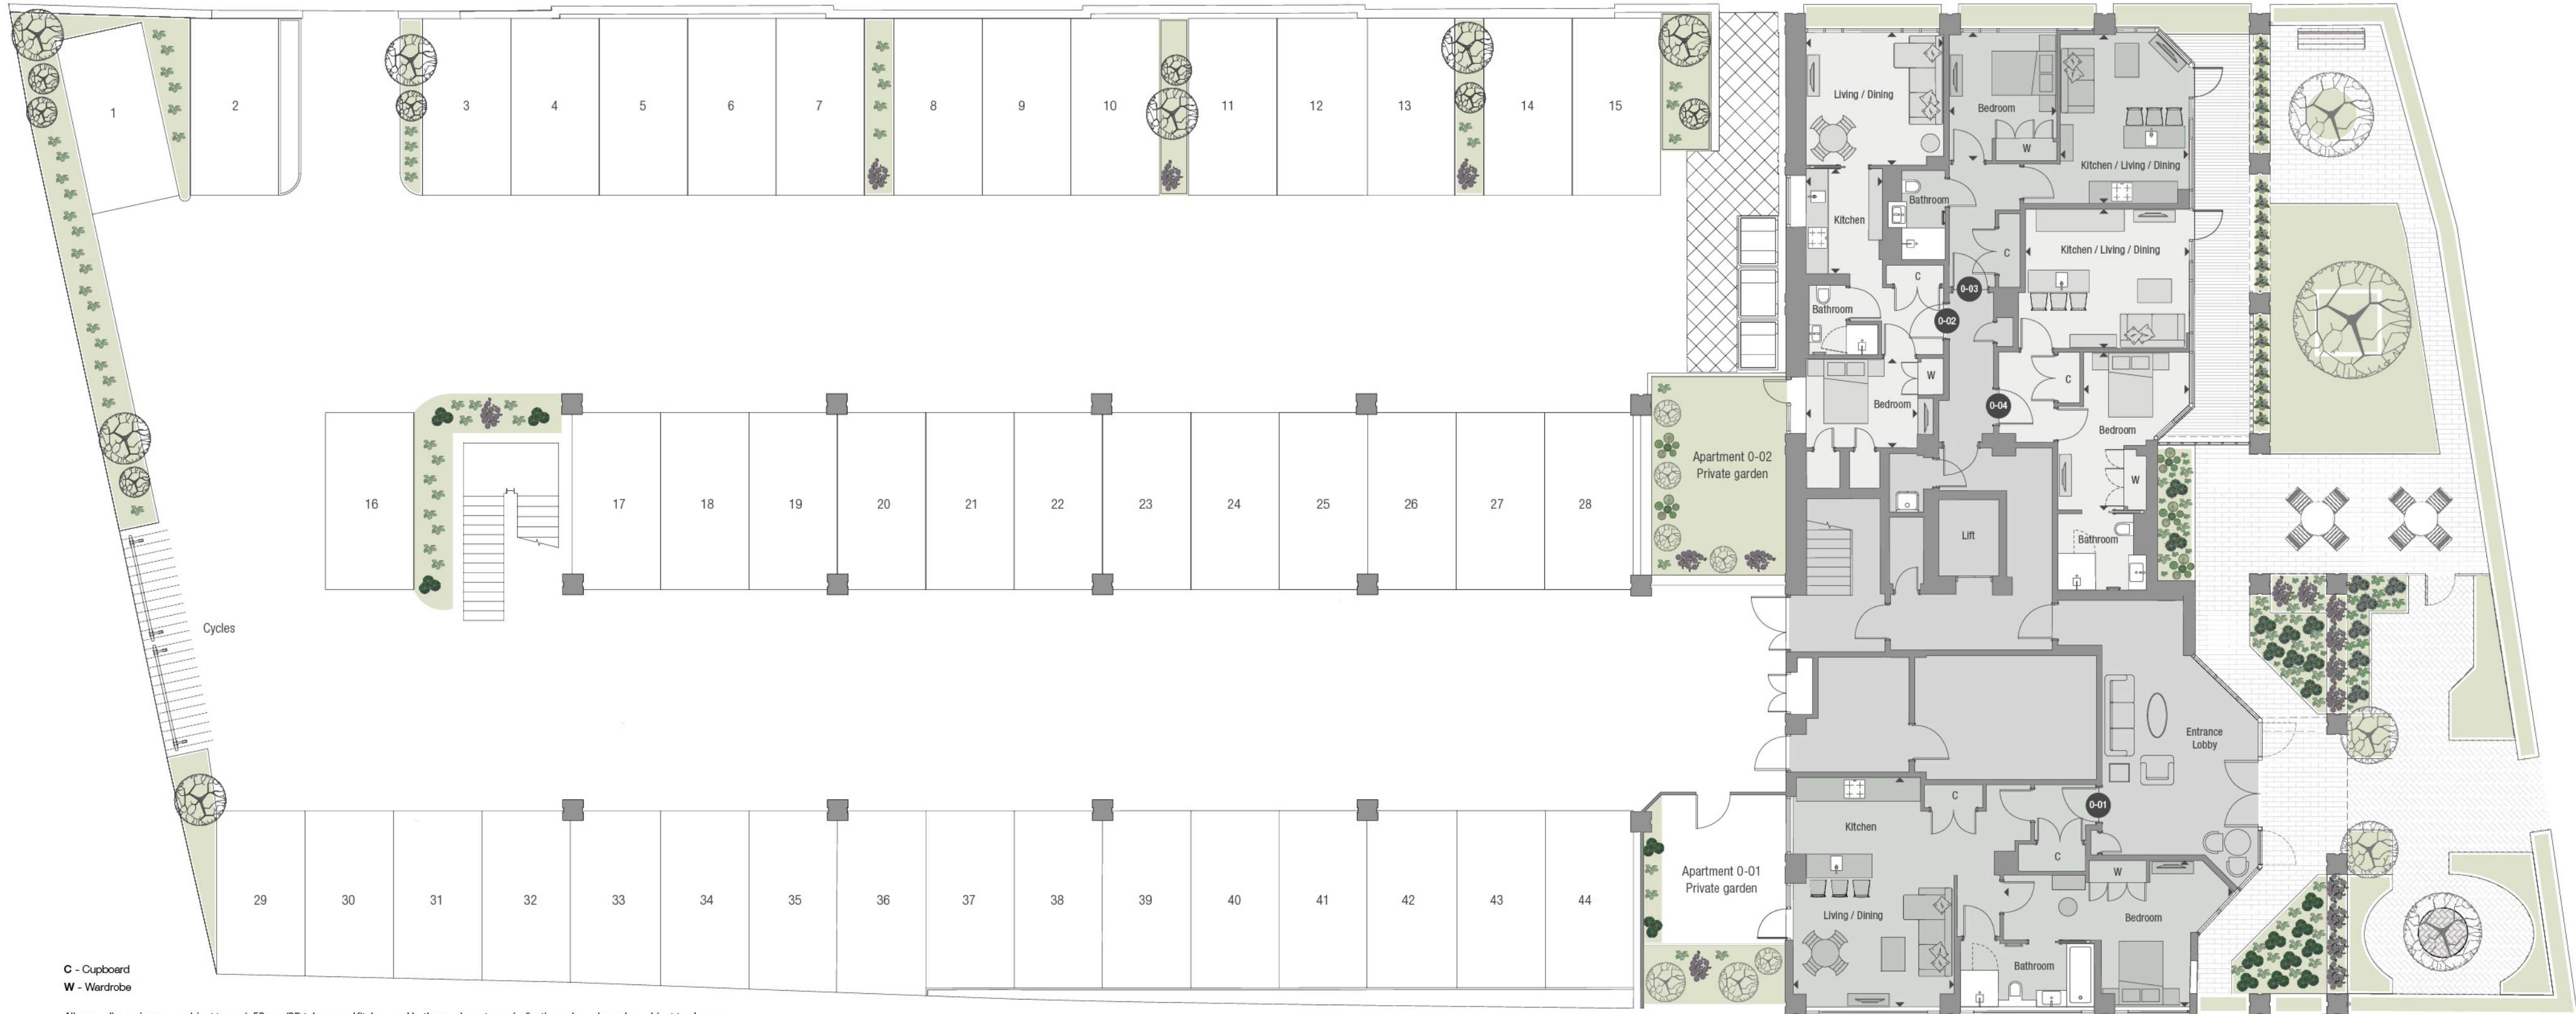 1
2
3
4
5
6
7
8
9
10
11
12
13
14
15
Living / Dining
Bedroom
W
Kitchen / Living / Dining
Kitchen
Bathroom
C
Kitchen / Living / Dining
C
0-03
0-02
Bathroom
W
Bedroom
0-04
C
Bedroom
W
Bathroom
Lift
16
17
18
19
20
21
22
23
24
25
26
27
28
Apartment 0-02
Private garden
Cycles
Entrance
Lobby
0-01
C
Kitchen
C
W
Living / Dining
Bedroom
Bathroom
Apartment 0-01
Private garden
29
30
31
32
33
34
35
36
37
38
39
40
41
42
43
44
C - Cupboard
W - Wardrobe